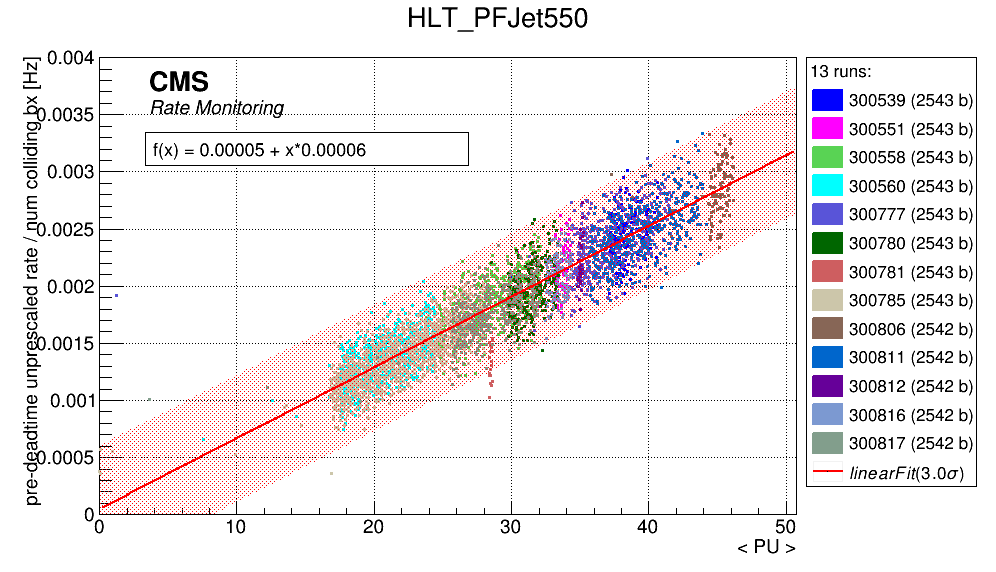 HLT_PFJet550
pre-deadtime unprescaled rate / num colliding bx [Hz]
0.004
0.0035
0.003
0.0025
0.002
0.0015
0.001
0.0005
0
CMS
Rate Monitoring
f(x) = 0.00005 + x*0.00006
0 10 20 30 40 50
< PU >
13 runs:
300539 (2543 b)
300551 (2543 b)
300558 (2543 b)
300560 (2543 b)
300777 (2543 b)
300780 (2543 b)
300781 (2543 b)
300785 (2543 b)
300806 (2542 b)
300811 (2542 b)
300812 (2542 b)
300816 (2542 b)
300817 (2542 b)
linearFit(3.0σ)